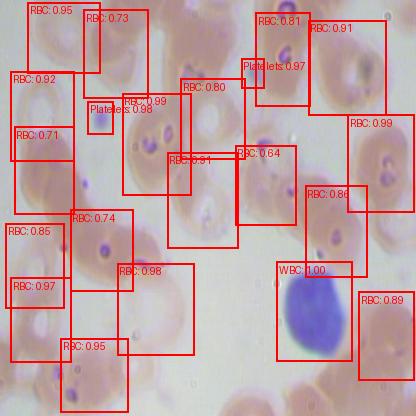 RBC: 0.95
RBC: 0.73
RBC: 0.81
RBC: 0.91
Platelets: 0.97
RBC: 0.92
RBC: 0.80
RBC: 0.99
Platelets: 0.98
RBC: 0.99
RBC: 0.71
RBC: 0.64
RBC: 0.91
RBC: 0.86
RBC: 0.74
RBC: 0.85
WBC: 1.00
RBC: 0.98
RBC: 0.97
RBC: 0.89
RBC: 0.95